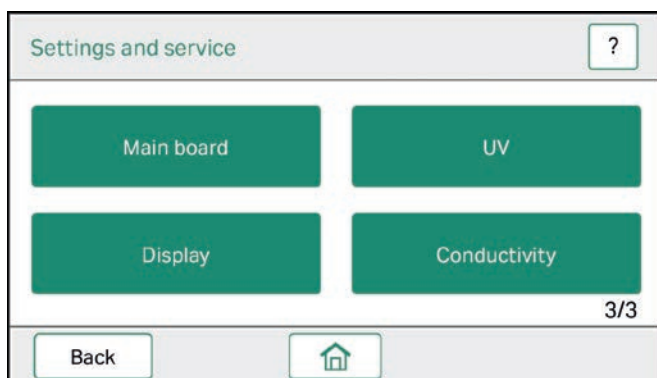 Settings and service
?
Main board
UV
Display
Conductivity
3/3
Back